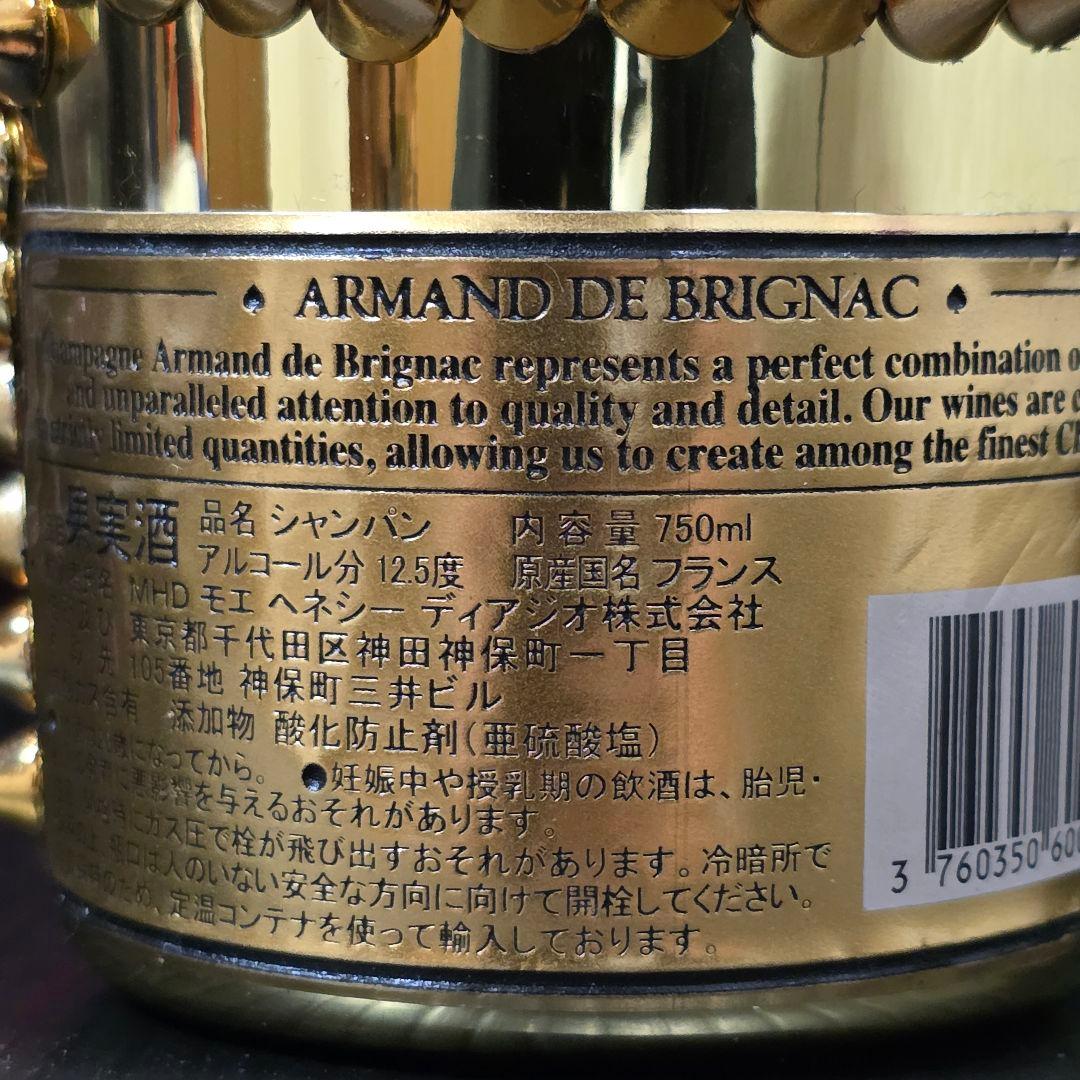 ♠ ARMAND DE BRIGNAC ♠
Champagne Armand de Brignac represents a perfect combination
and unparalleled attention to quality and detail. Our wines are
strictly limited quantities, allowing us to create among the finest
果実酒 品名 シャンパン 内容量 750ml
アルコール分 12.5度 原産国名 フランス
MHD モエ ヘネシー ディアジオ株式会社
東京都千代田区神田神保町一丁目
105番地 神保町三井ビル
ガス含有 添加物 酸化防止剤(亜硫酸塩)
になってから。 ●妊娠中や授乳期の飲酒は、胎児・
に悪影響を与えるおそれがあります。
時にガス圧で栓が飛び出すおそれがあります。冷暗所で
瓶口は人のいない安全な方向に向けて開栓してください。
のため、定温コンテナを使って輸入しております。
3 760350 60